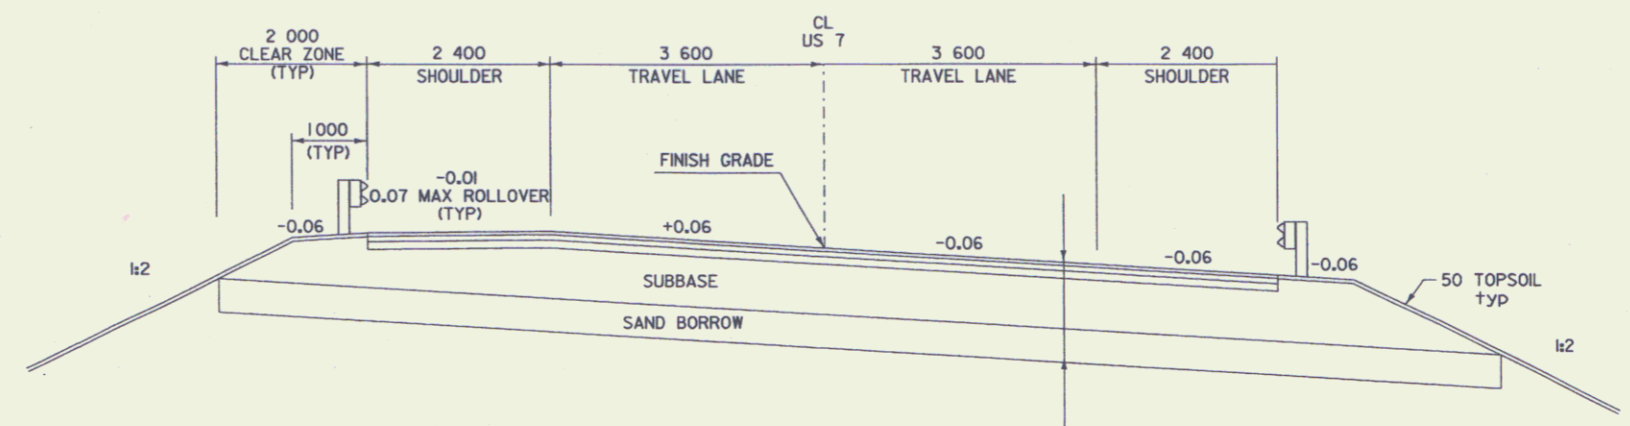 CL
US 7
2 000
CLEAR ZONE
(TYP)
2 400
SHOULDER
3 600
TRAVEL LANE
3 600
TRAVEL LANE
2 400
SHOULDER
1000
(TYP)
FINISH GRADE
-0.01
0.07 MAX ROLLOVER
(TYP)
-0.06
+0.06
-0.06
-0.06
-0.06
1:2
SUBBASE
50 TOPSOIL
typ
SAND BORROW
1:2